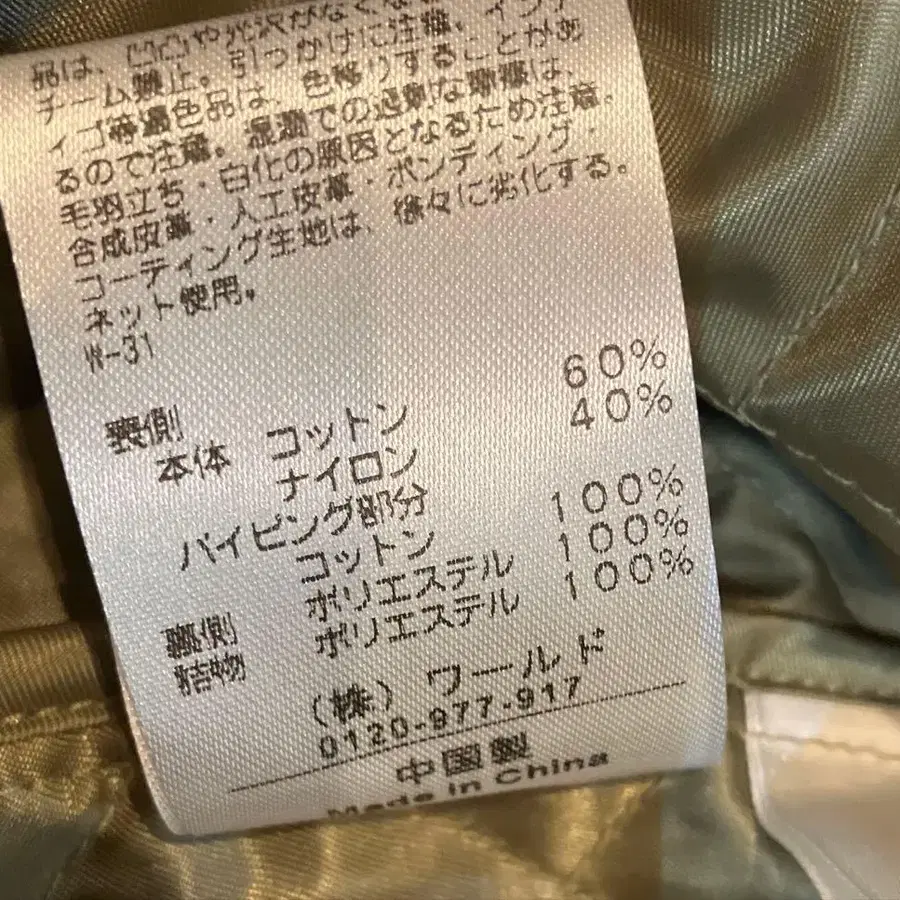 品は、凹凸や光沢がなくな
チーム禁止。引っかけに注意。イング
ィゴ等濃色品は、色移りすることがあ
るので注意。湿潤での過剰な摩擦は、
毛羽立ち・白化の原因となるため注意。
合成皮革・人工皮革・ボンディング・
コーティング生地は、徐々に劣化する。
ネット使用。
W-31
表側
本体 コットン 60%
ナイロン 40%
パイピング部分
コットン 100%
裏側 ポリエステル 100%
詰物 ポリエステル 100%
(株) ワールド
0120-977-917
中国製
Made in China